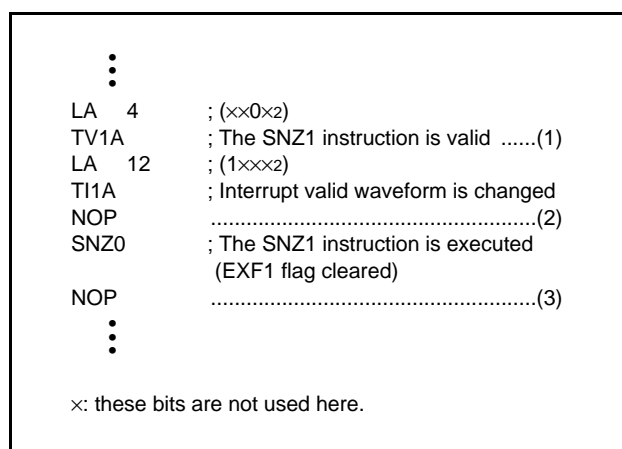 LA 4 ; (××0×2)
TV1A ; The SNZ1 instruction is valid ......(1)
LA 12 ; (1×××2)
TI1A ; Interrupt valid waveform is changed
NOP ...........................................................(2)
SNZ0 ; The SNZ1 instruction is executed
(EXF1 flag cleared)
NOP ...........................................................(3)
×: these bits are not used here.